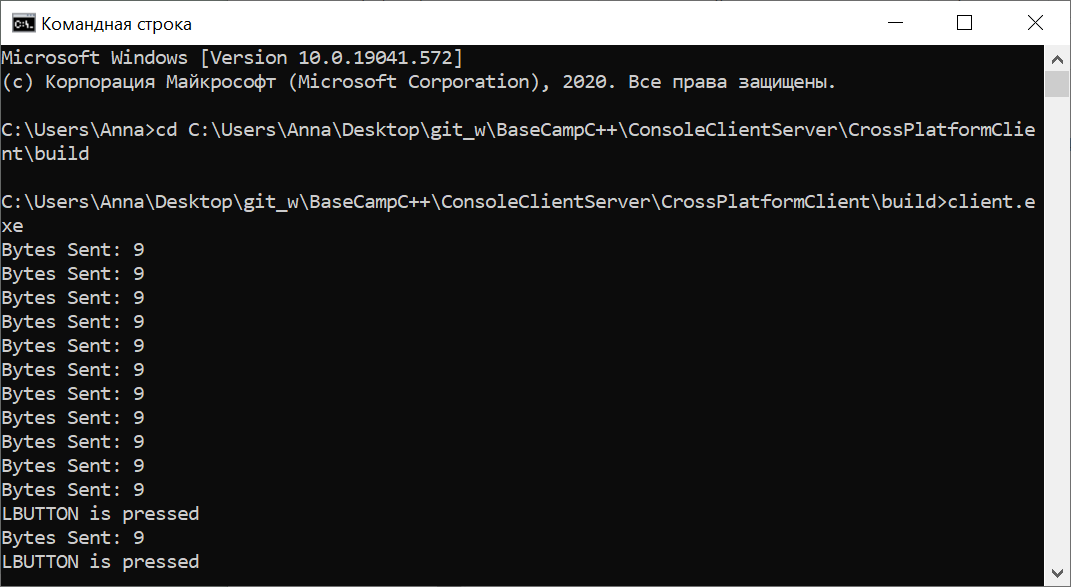 Командная строка
Microsoft Windows [Version 10.0.19041.572]
(c) Корпорация Майкрософт (Microsoft Corporation), 2020. Все права защищены.
C:\Users\Anna>cd C:\Users\Anna\Desktop\git_w\BaseCampC++\ConsoleClientServer\CrossPlatformClie
nt\build
C:\Users\Anna\Desktop\git_w\BaseCampC++\ConsoleClientServer\CrossPlatformClient\build>client.e
xe
Bytes Sent: 9
Bytes Sent: 9
Bytes Sent: 9
Bytes Sent: 9
Bytes Sent: 9
Bytes Sent: 9
Bytes Sent: 9
Bytes Sent: 9
Bytes Sent: 9
Bytes Sent: 9
Bytes Sent: 9
LBUTTON is pressed
Bytes Sent: 9
LBUTTON is pressed